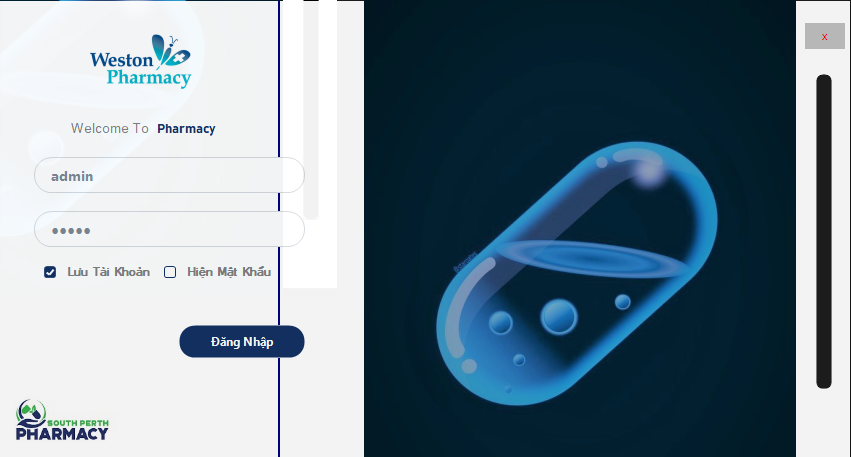 Weston
Pharmacy
Welcome To Pharmacy
admin
Lưu Tài Khoản
Hiện Mật Khẩu
Đăng Nhập
SOUTH PERTH
PHARMACY
x